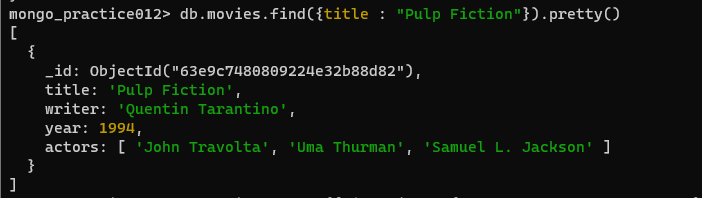 mongo_practice012> db.movies.find({title : "Pulp Fiction"}).pretty()
[
  {
    _id: ObjectId("63e9c7480809224e32b88d82"),
    title: 'Pulp Fiction',
    writer: 'Quentin Tarantino',
    year: 1994,
    actors: [ 'John Travolta', 'Uma Thurman', 'Samuel L. Jackson' ]
  }
]